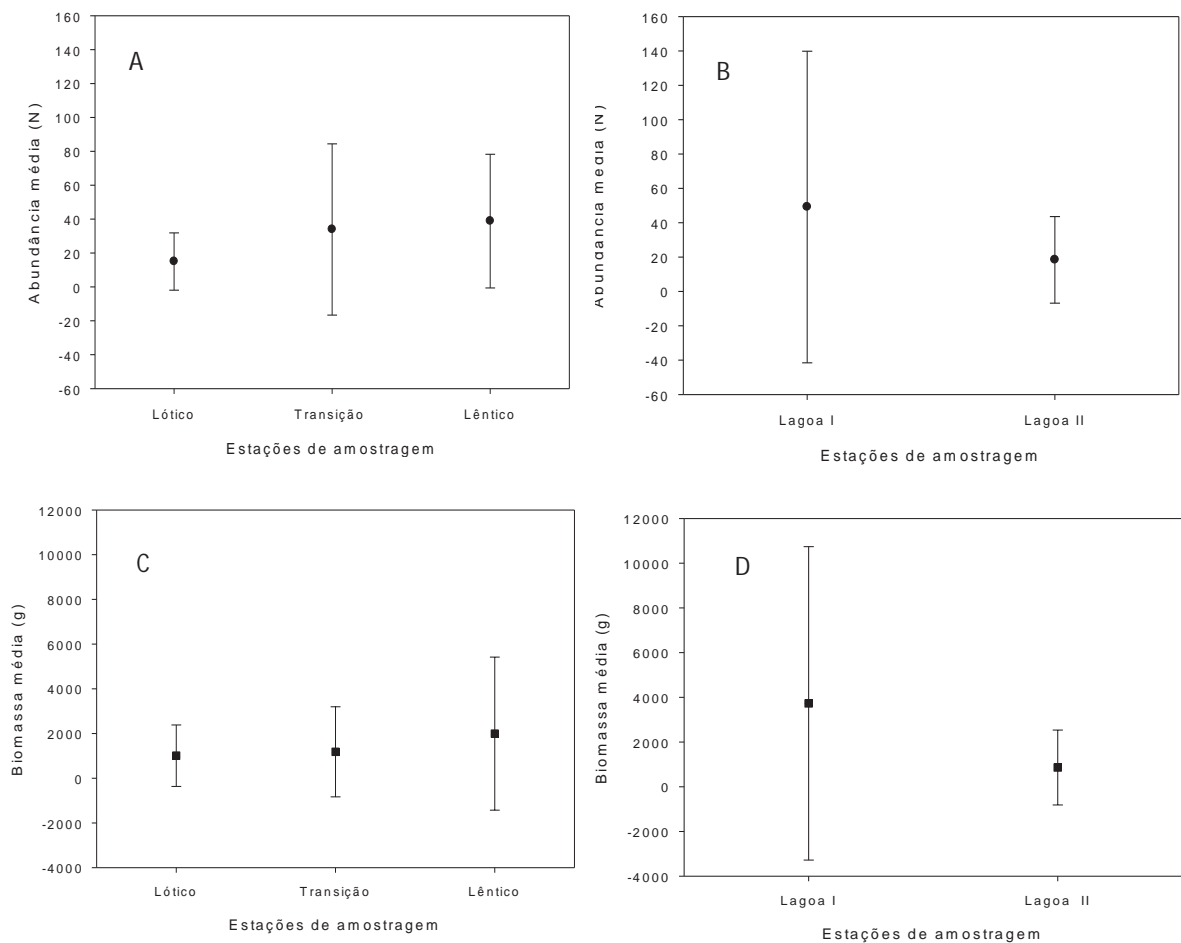 A
Abundância média (N)
160
140
120
100
80
60
40
20
0
-20
-40
-60
Lótico Transição Lêntico
Estações de amostragem
B
Abundância média (N)
160
140
120
100
80
60
40
20
0
-20
-40
-60
Lagoa I Lagoa II
Estações de amostragem
C
Biomassa média (g)
12000
10000
8000
6000
4000
2000
0
-2000
-4000
Lótico Transição Lêntico
Estações de amostragem
D
Biomassa média (g)
12000
10000
8000
6000
4000
2000
0
-2000
-4000
Lagoa I Lagoa II
Estações de amostragem